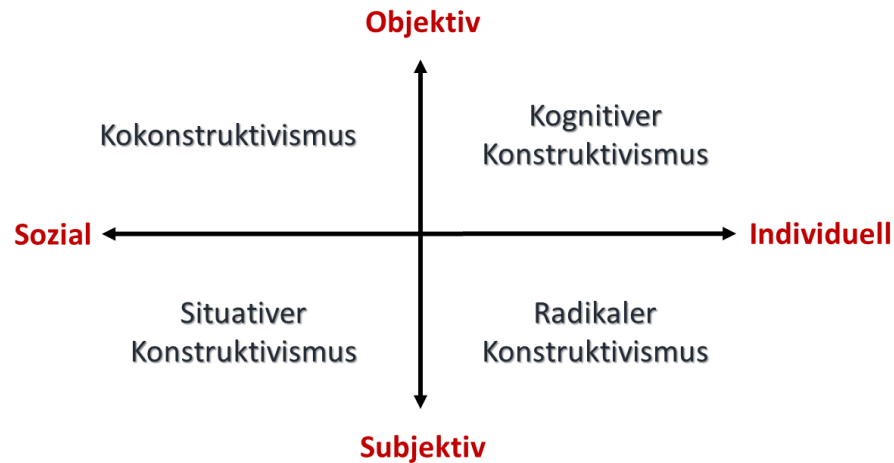 Objektiv
Kokonstruktivismus
Kognitiver
Konstruktivismus
Sozial
Individuell
Situativer
Konstruktivismus
Radikaler
Konstruktivismus
Subjektiv